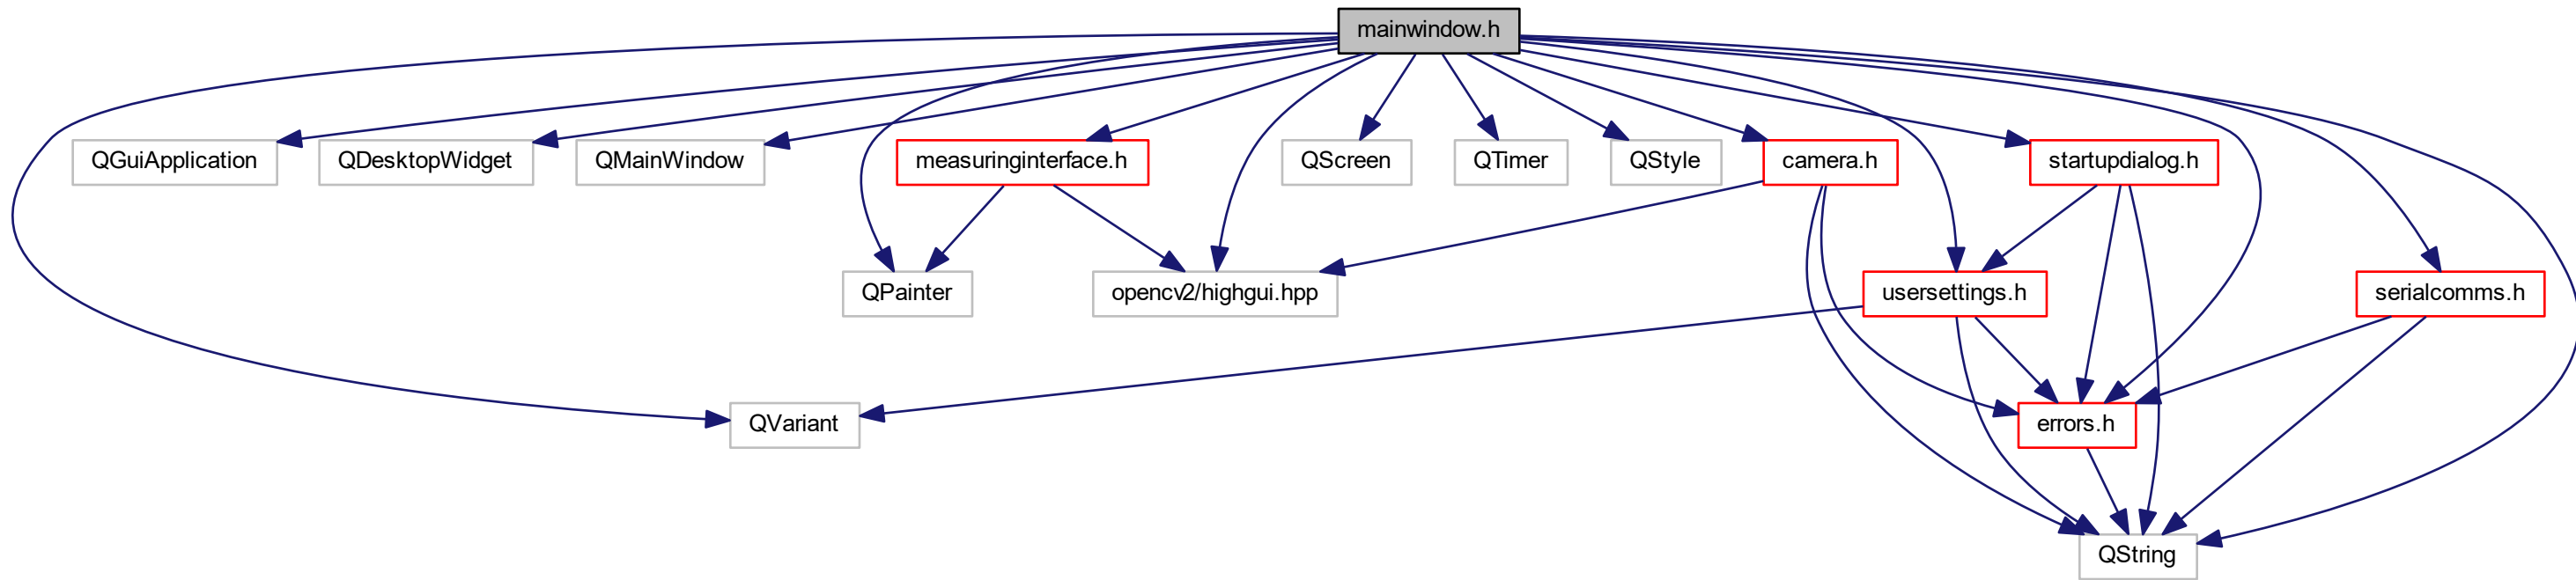 mainwindow.h
QGuiApplication
QDesktopWidget
QMainWindow
measuringinterface.h
QScreen
QTimer
QStyle
camera.h
startupdialog.h
QPainter
opencv2/highgui.hpp
usersettings.h
serialcomms.h
QVariant
errors.h
QString